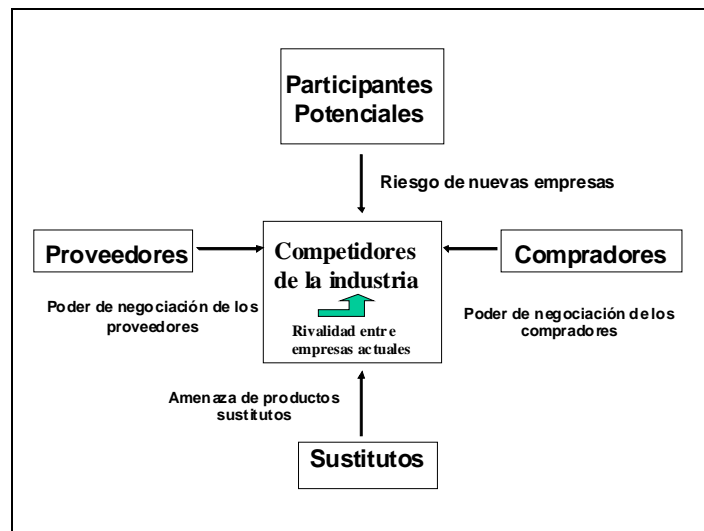 Participantes
Potenciales
Riesgo de nuevas empresas
Proveedores
Competidores
de la industria
Compradores
Poder de negociación de los
proveedores
Rivalidad entre
empresas actuales
Poder de negociación de los
compradores
Amenaza de productos
sustitutos
Sustitutos